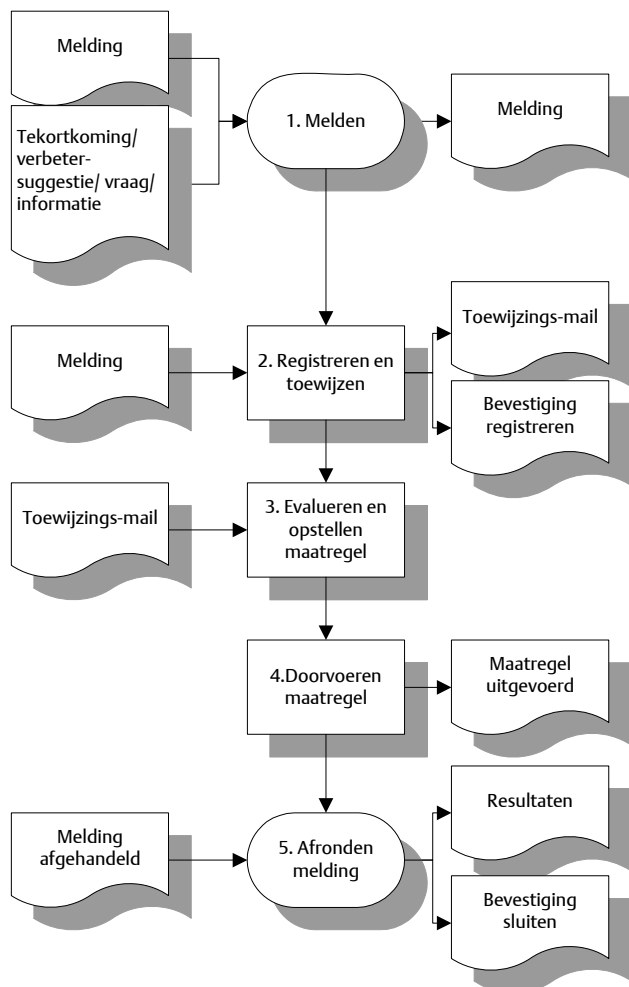 Melding
Tekortkoming/
verbeter-
suggestie/ vraag/
informatie
1. Melden
Melding
Melding
2. Registreren en
toewijzen
Toewijzings-mail
Bevestiging
registreren
Toewijzings-mail
3. Evalueren en
opstellen
maatregel
4.Doorvoeren
maatregel
Maatregel
uitgevoerd
Melding
afgehandeld
5. Afronden
melding
Resultaten
Bevestiging
sluiten